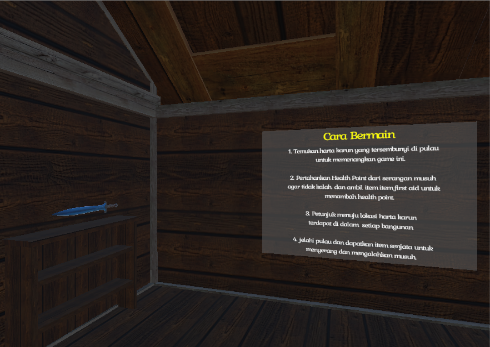 Cara Bermain
1. Temukan harta karun yang tersembunyi di pulau
untuk memenangkan game ini.
2. Pertahankan Health Point dari serangan musuh
agar tidak kalah. dan ambil item item first aid untuk
menambah health point.
3. Petunjuk menuju lokasi harta karun
terdapat di dalam setiap bangunan.
4. jelahi pulau dan dapatkan item senjata untuk
menyerang dan mengalahkan musuh.